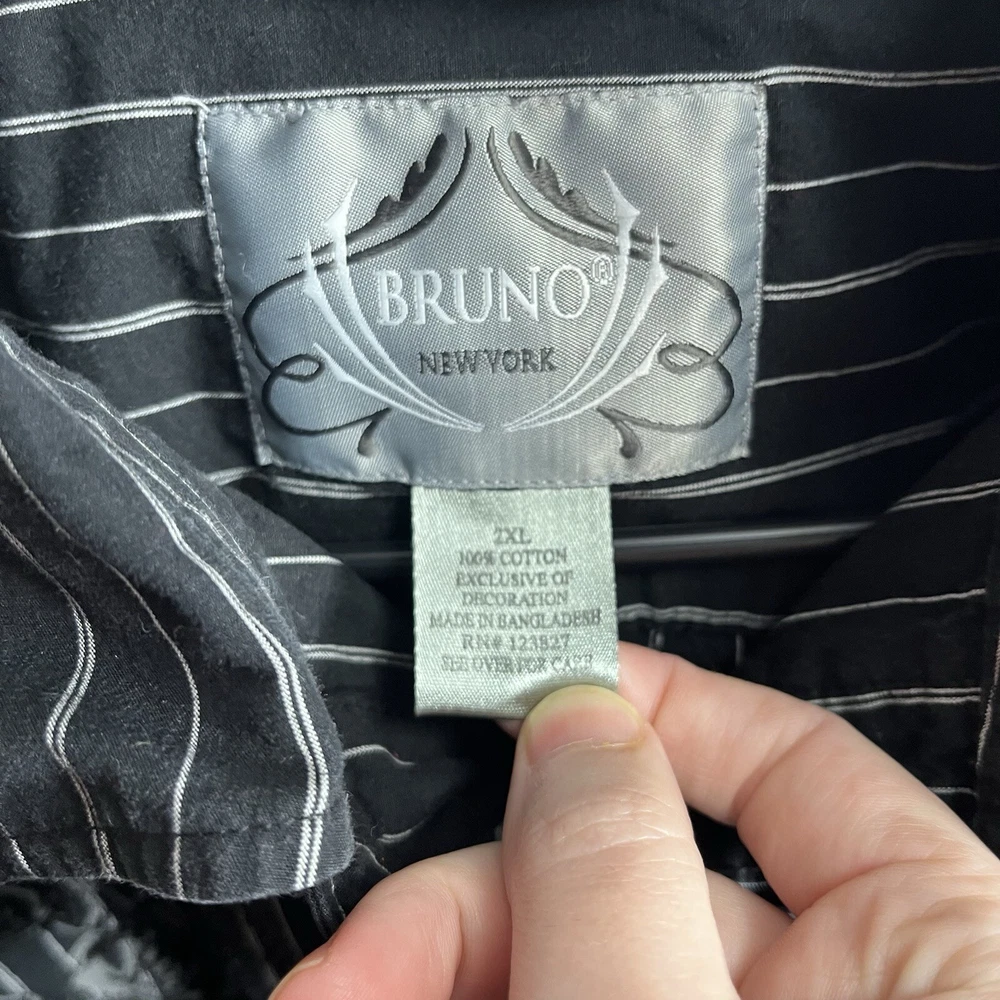 BRUNO®
NEW YORK
2XL
100% COTTON
EXCLUSIVE OF
DECORATION
MADE IN BANGLADESH
RN# 123827
SEE OVER FOR CARE